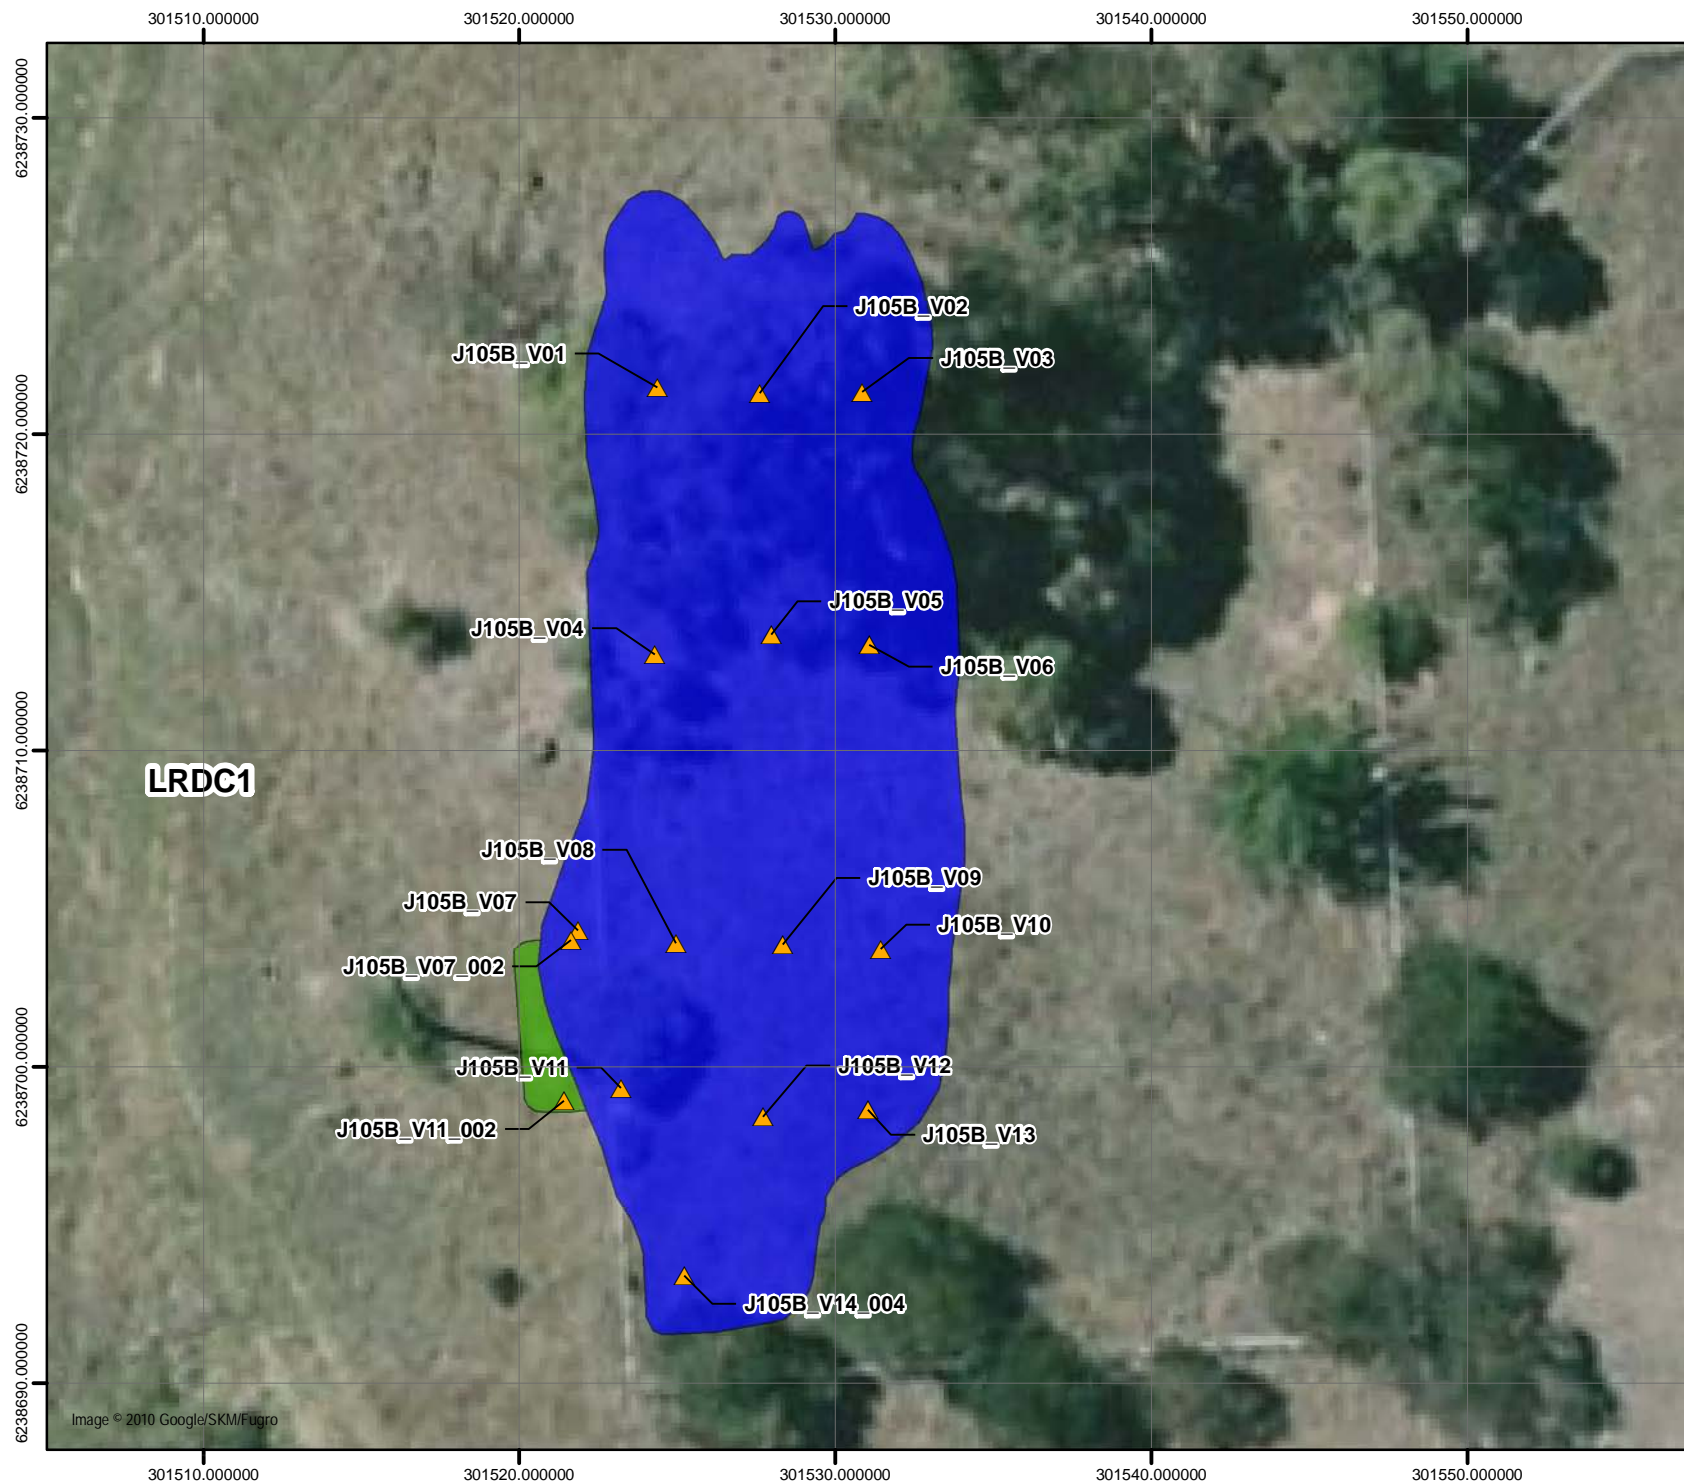 301510.000000 301520.000000 301530.000000 301540.000000 301550.000000
6238730.000000
J105B_V02
J105B_V01
J105B_V03
6238720.000000
J105B_V05
J105B_V04
J105B_V06
6238710.000000
LRDC1
J105B_V08
J105B_V09
J105B_V07
J105B_V10
J105B_V07_002
6238700.000000
J105B_V11
J105B_V12
J105B_V11_002
J105B_V13
J105B_V14_004
6238690.000000
Image © 2010 Google/SKM/Fugro
301510.000000 301520.000000 301530.000000 301540.000000 301550.000000